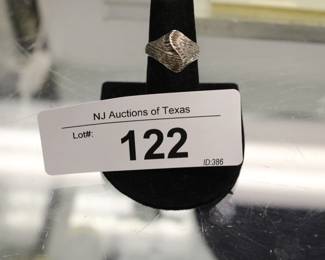 NJ Auctions of Texas
Lot#: 122
ID:386